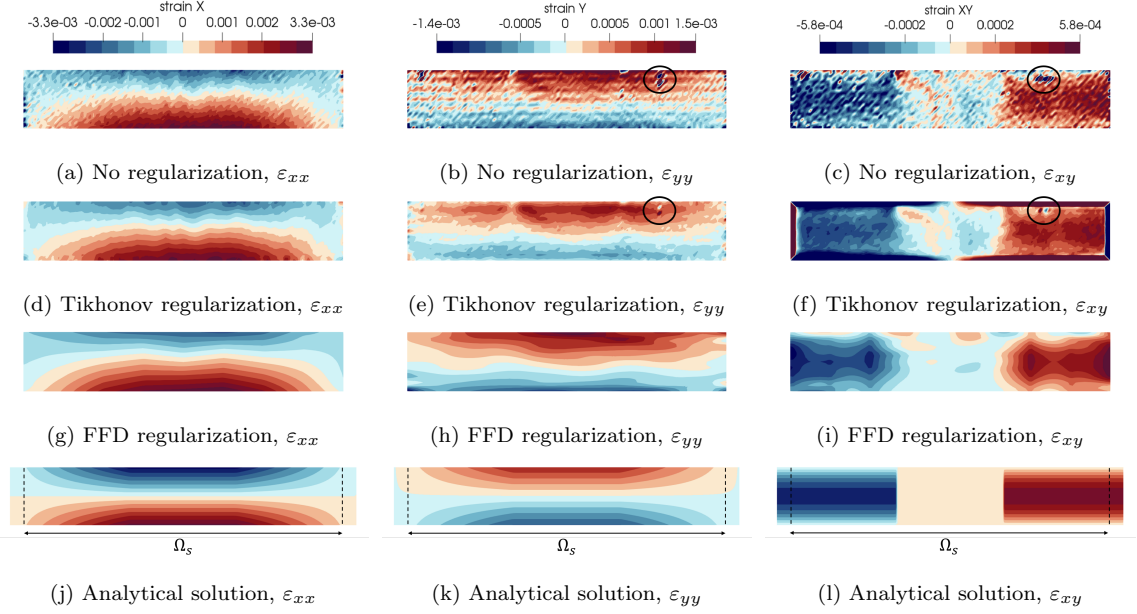 strain X
-3.3e-03 -0.002 -0.001 0 0.001 0.002 3.3e-03
strain Y
-1.4e-03 -0.0005 0 0.0005 0.001 1.5e-03
strain XY
-5.8e-04 -0.0002 0 0.0002 5.8e-04
(a) No regularization, εxx
(b) No regularization, εyy
(c) No regularization, εxy
(d) Tikhonov regularization, εxx
(e) Tikhonov regularization, εyy
(f) Tikhonov regularization, εxy
(g) FFD regularization, εxx
(h) FFD regularization, εyy
(i) FFD regularization, εxy
Ωs
Ωs
Ωs
(j) Analytical solution, εxx
(k) Analytical solution, εyy
(l) Analytical solution, εxy